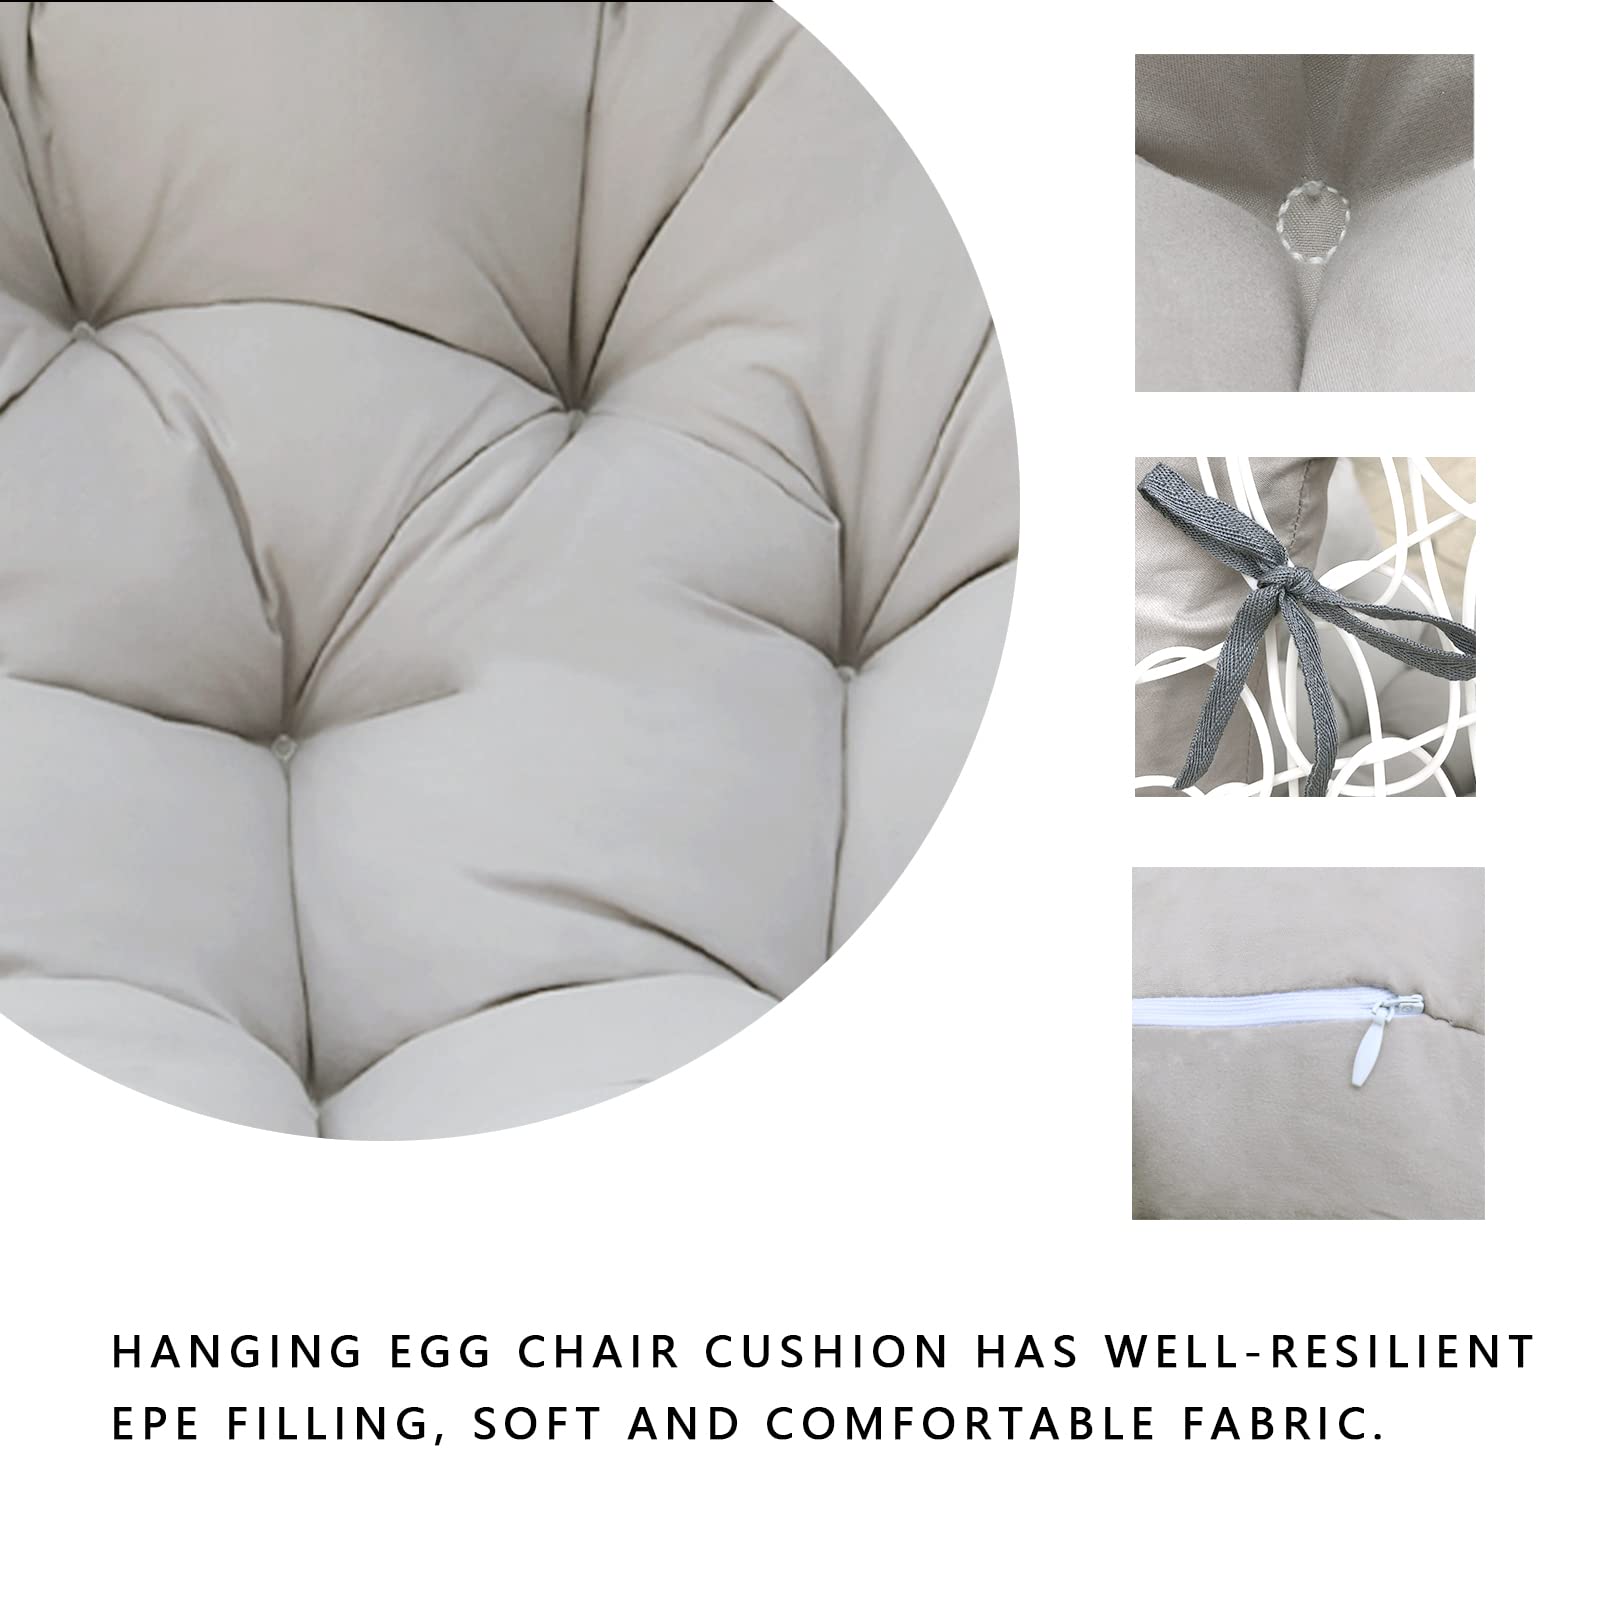 HANGING EGG CHAIR CUSHION HAS WELL-RESILIENT
EPE FILLING, SOFT AND COMFORTABLE FABRIC.